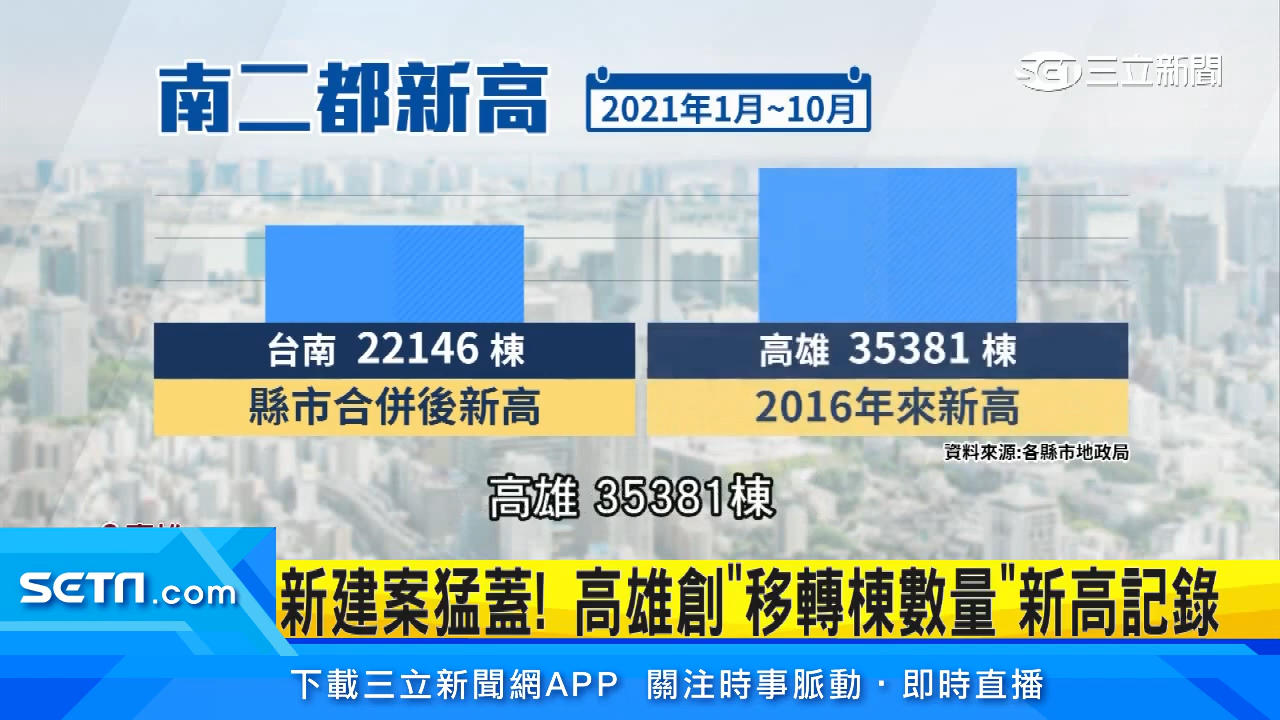 南二都新高
2021年1月~10月
SET三立新聞
台南 22146 棟
高雄 35381 棟
縣市合併後新高
2016年來新高
資料來源:各縣市地政局
高雄 35381棟
SETN.com
新建案猛蓋! 高雄創"移轉棟數量"新高記錄
下載三立新聞網APP 關注時事脈動·即時直播